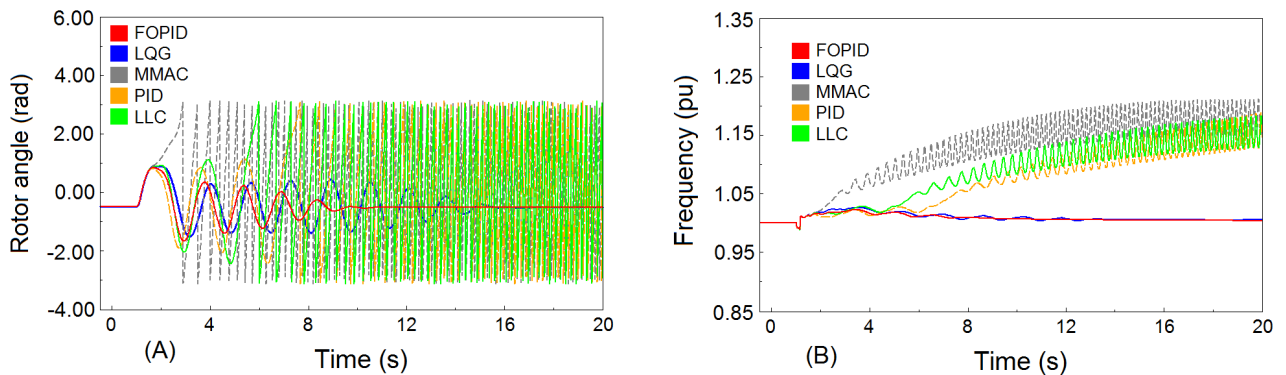 6.00
4.00
2.00
0.00
-2.00
-4.00
Rotor angle (rad)
FOPID
LQG
MMAC
PID
LLC
0 4 8 12 16 20
(A) Time (s)
1.35
1.25
1.15
1.05
0.95
0.85
Frequency (pu)
FOPID
LQG
MMAC
PID
LLC
0 4 8 12 16 20
(B) Time (s)